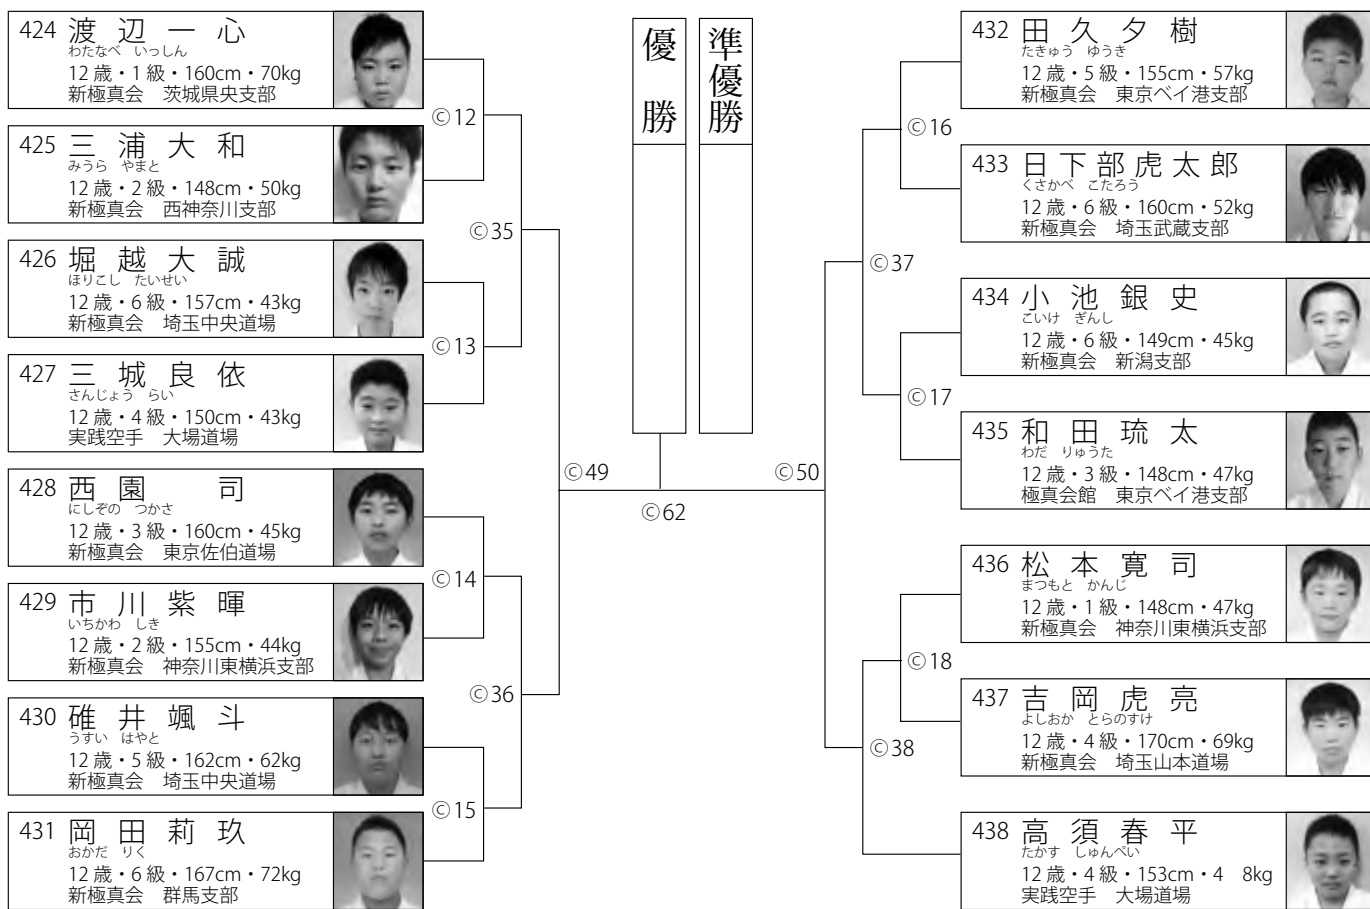 424 渡辺一心
わたなべ いっしん
12歳・1級・160cm・70kg
新極真会 茨城県央支部
425 三浦大和
みうら やまと
12歳・2級・148cm・50kg
新極真会 西神奈川支部
426 堀越大誠
ほりこし たいせい
12歳・6級・157cm・43kg
新極真会 埼玉中央道場
427 三城良依
さんじょう らい
12歳・4級・150cm・43kg
実践空手 大場道場
428 西園 司
にしぞの つかさ
12歳・3級・160cm・45kg
新極真会 東京佐伯道場
429 市川紫暉
いちかわ しき
12歳・2級・155cm・44kg
新極真会 神奈川東横浜支部
430 碓井颯斗
うすい はやと
12歳・5級・162cm・62kg
新極真会 埼玉中央道場
431 岡田莉玖
おかだ りく
12歳・6級・167cm・72kg
新極真会 群馬支部
Ⓒ12
Ⓒ13
Ⓒ14
Ⓒ15
Ⓒ35
Ⓒ36
Ⓒ49
優勝
準優勝
Ⓒ62
Ⓒ50
Ⓒ37
Ⓒ38
Ⓒ16
Ⓒ17
Ⓒ18
432 田久夕樹
たきゅう ゆうき
12歳・5級・155cm・57kg
新極真会 東京ベイ港支部
433 日下部虎太郎
くさかべ こたろう
12歳・6級・160cm・52kg
新極真会 埼玉武蔵支部
434 小池銀史
こいけ ぎんし
12歳・6級・149cm・45kg
新極真会 新潟支部
435 和田琉太
わだ りゅうた
12歳・3級・148cm・47kg
極真会館 東京ベイ港支部
436 松本寛司
まつもと かんじ
12歳・1級・148cm・47kg
新極真会 神奈川東横浜支部
437 吉岡虎亮
よしおか とらのすけ
12歳・4級・170cm・69kg
新極真会 埼玉山本道場
438 高須春平
たかす しゅんぺい
12歳・4級・153cm・4 8kg
実践空手 大場道場